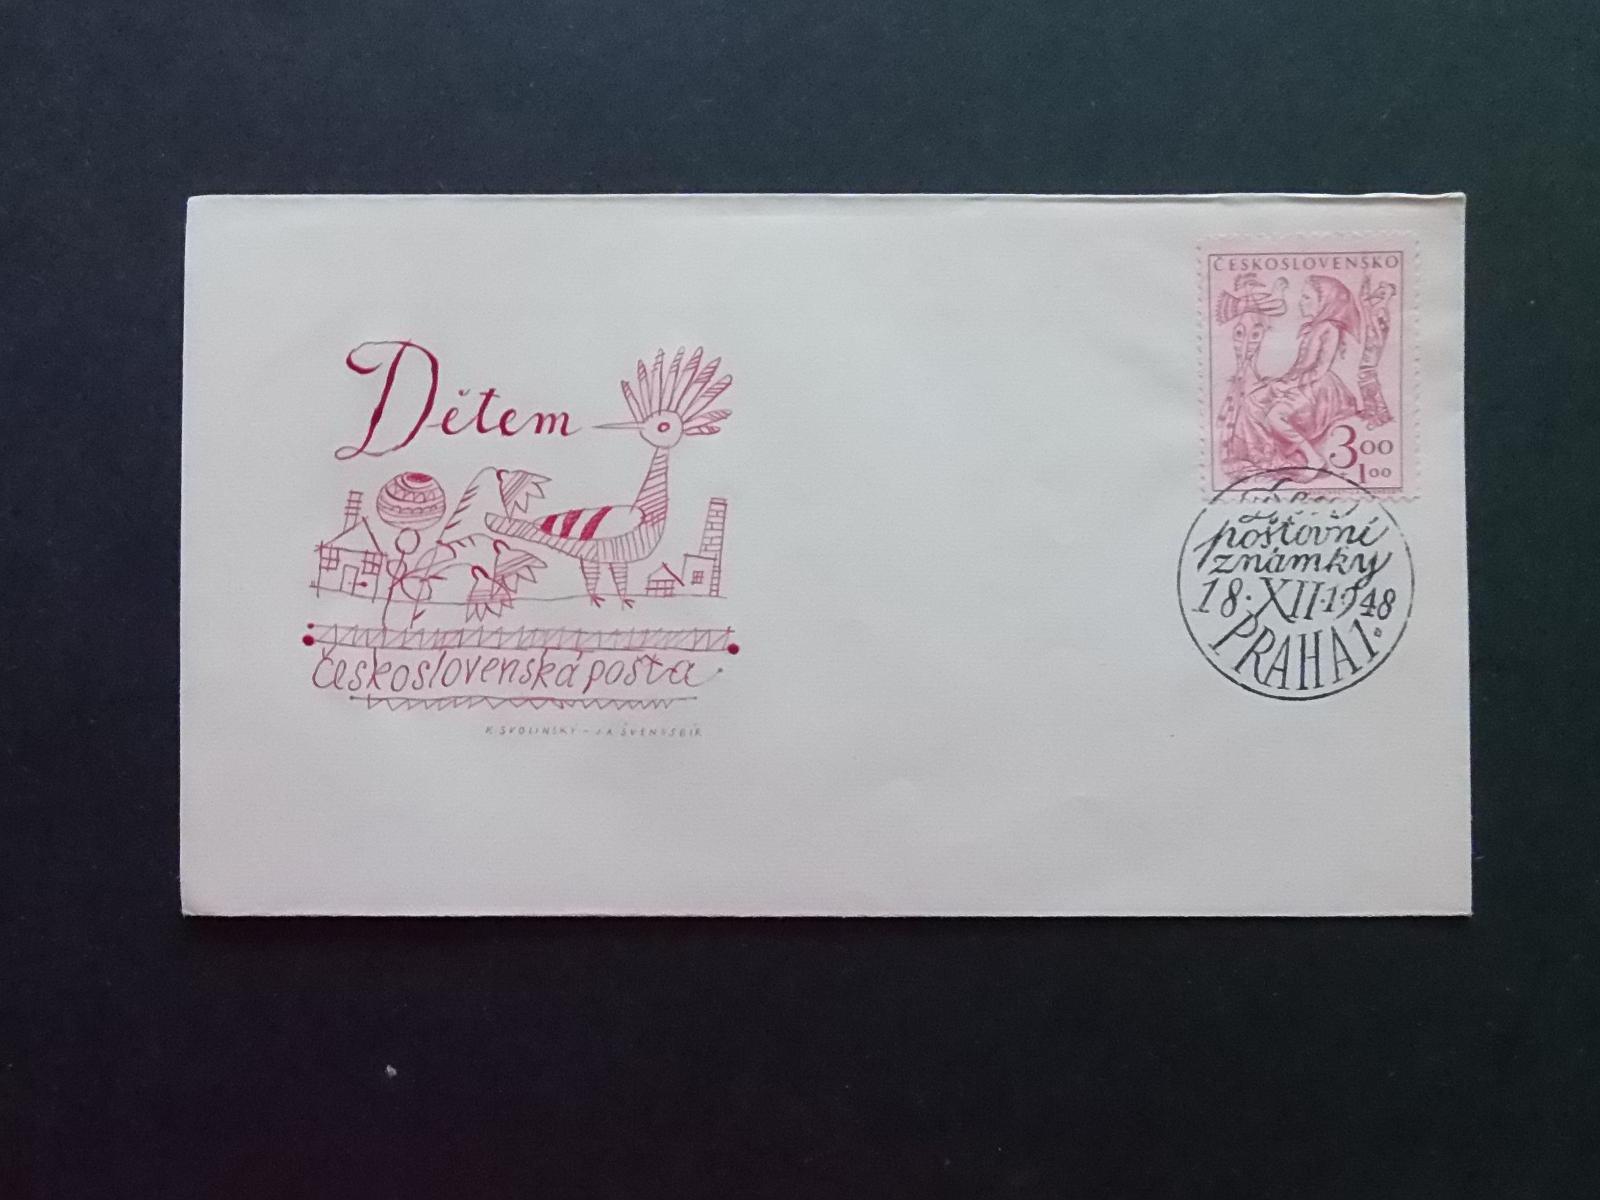 Dětem
Československá pošta
K. SVOLINSKÝ - J. A. ŠVENGSBÍR
ČESKOSLOVENSKO
3 00
1 00
poštovní
známky
18. XII. 1948
PRAHA 1